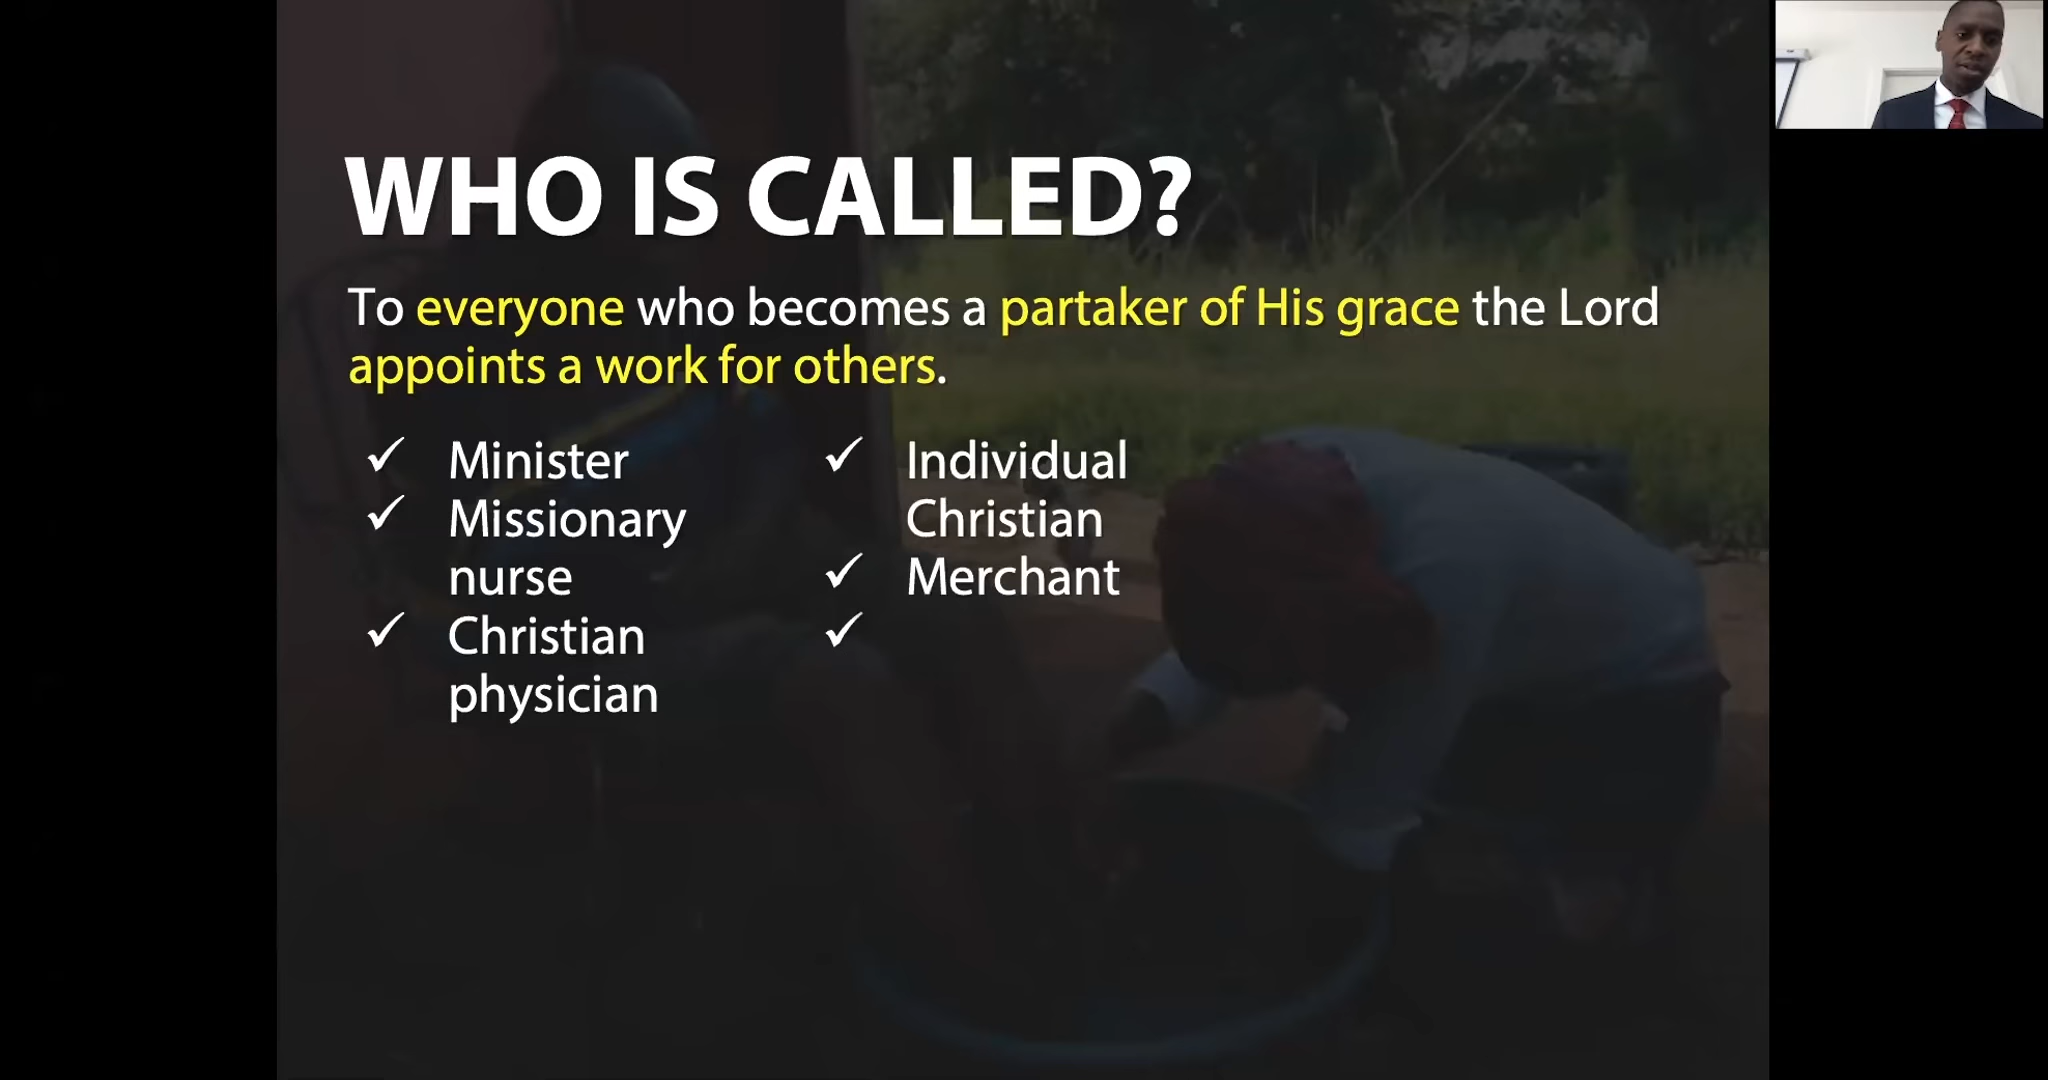 WHO IS CALLED?
To everyone who becomes a partaker of His grace the Lord
appoints a work for others.
✓ Minister
✓ Missionary
nurse
✓ Christian
physician
✓ Individual
Christian
✓ Merchant
✓